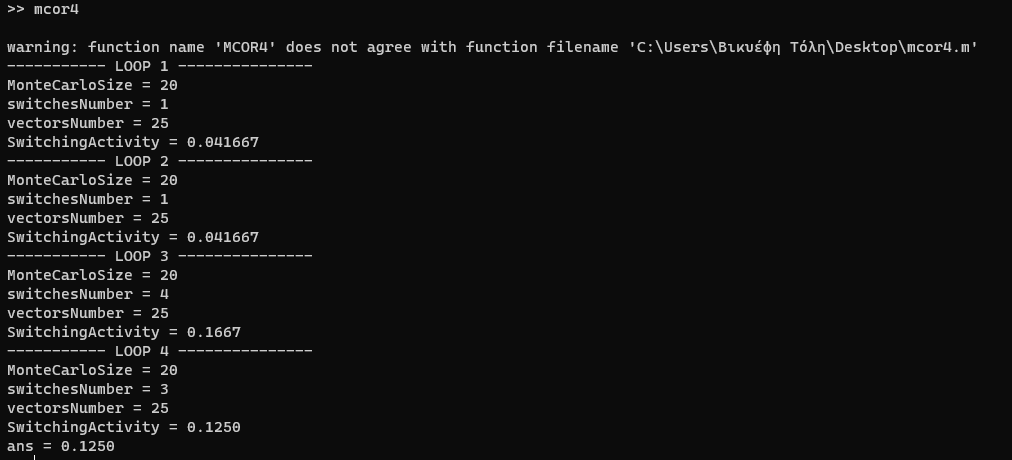 >> mcor4
warning: function name 'MCOR4' does not agree with function filename 'C:\Users\Βικυέφη Τόλη\Desktop\mcor4.m'
----------- LOOP 1 ---------------
MonteCarloSize = 20
switchesNumber = 1
vectorsNumber = 25
SwitchingActivity = 0.041667
----------- LOOP 2 ---------------
MonteCarloSize = 20
switchesNumber = 1
vectorsNumber = 25
SwitchingActivity = 0.041667
----------- LOOP 3 ---------------
MonteCarloSize = 20
switchesNumber = 4
vectorsNumber = 25
SwitchingActivity = 0.1667
----------- LOOP 4 ---------------
MonteCarloSize = 20
switchesNumber = 3
vectorsNumber = 25
SwitchingActivity = 0.1250
ans = 0.1250